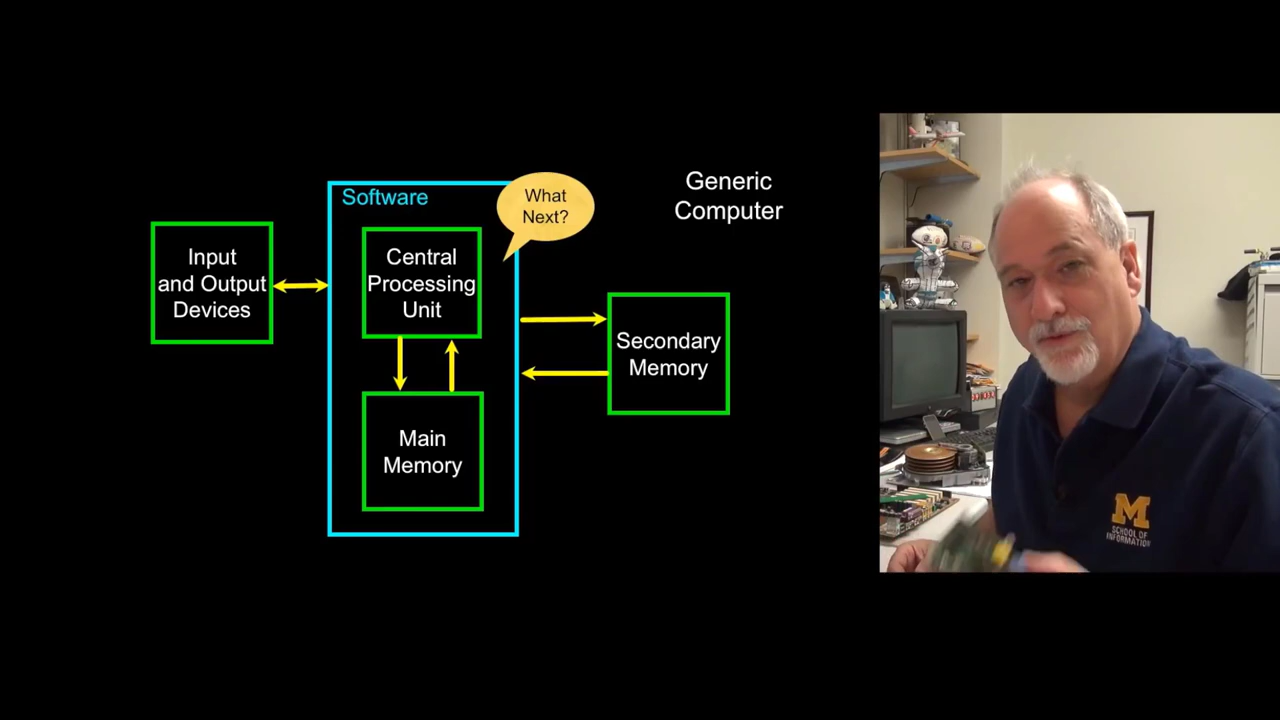 Generic
Computer
Software
What
Next?
Input
and Output
Devices
Central
Processing
Unit
Secondary
Memory
Main
Memory
M
SCHOOL OF
INFORMATION